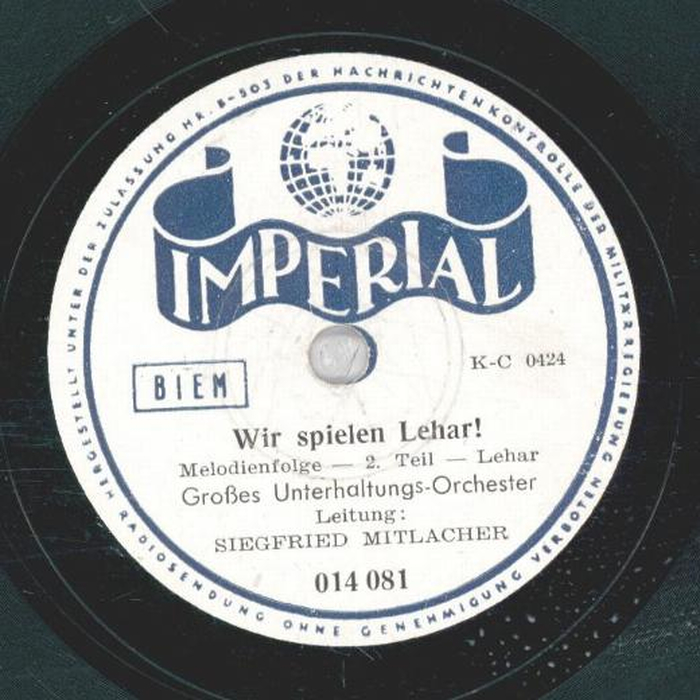 HERGESTELLT UNTER DER ZULASSUNG NR. B-503 DER NACHRICHTENKONTROLLE DER MILITÄRREGIERUNG
RADIOSENDUNG OHNE GENEHMIGUNG VERBOTEN
IMPERIAL
BIEM
K-C 0424
Wir spielen Lehar!
Melodienfolge — 2. Teil — Lehar
Großes Unterhaltungs-Orchester
Leitung:
SIEGFRIED MITLACHER
014 081